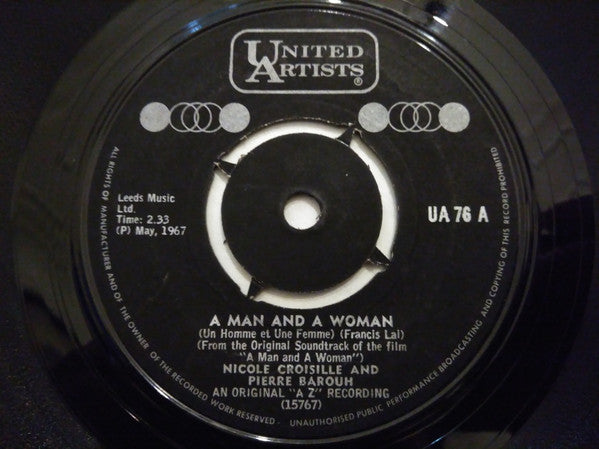 UNITED
ARTISTS®
Leeds Music
Ltd.
Time: 2.33
(P) May, 1967
UA 76 A
A MAN AND A WOMAN
(Un Homme et Une Femme) (Francis Lai)
(From the Original Soundtrack of the film
"A Man and A Woman")
NICOLE CROISILLE AND
PIERRE BAROUH
AN ORIGINAL "A Z" RECORDING
(15767)
ALL RIGHTS OF THE MANUFACTURER AND OF THE OWNER OF THE RECORDED WORK RESERVED · UNAUTHORISED PUBLIC PERFORMANCE BROADCASTING AND COPYING OF THIS RECORD PROHIBITED